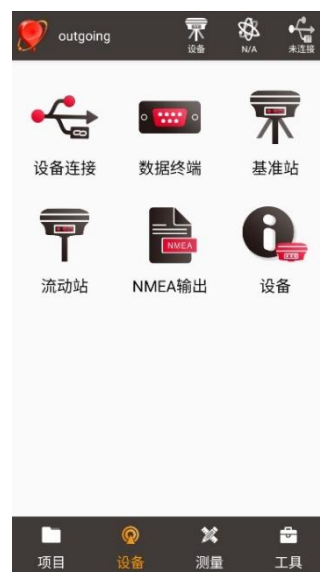 outgoing
设备
N/A
未连接
设备连接
数据终端
基准站
NMEA
流动站
NMEA输出
设备
项目
设备
测量
工具